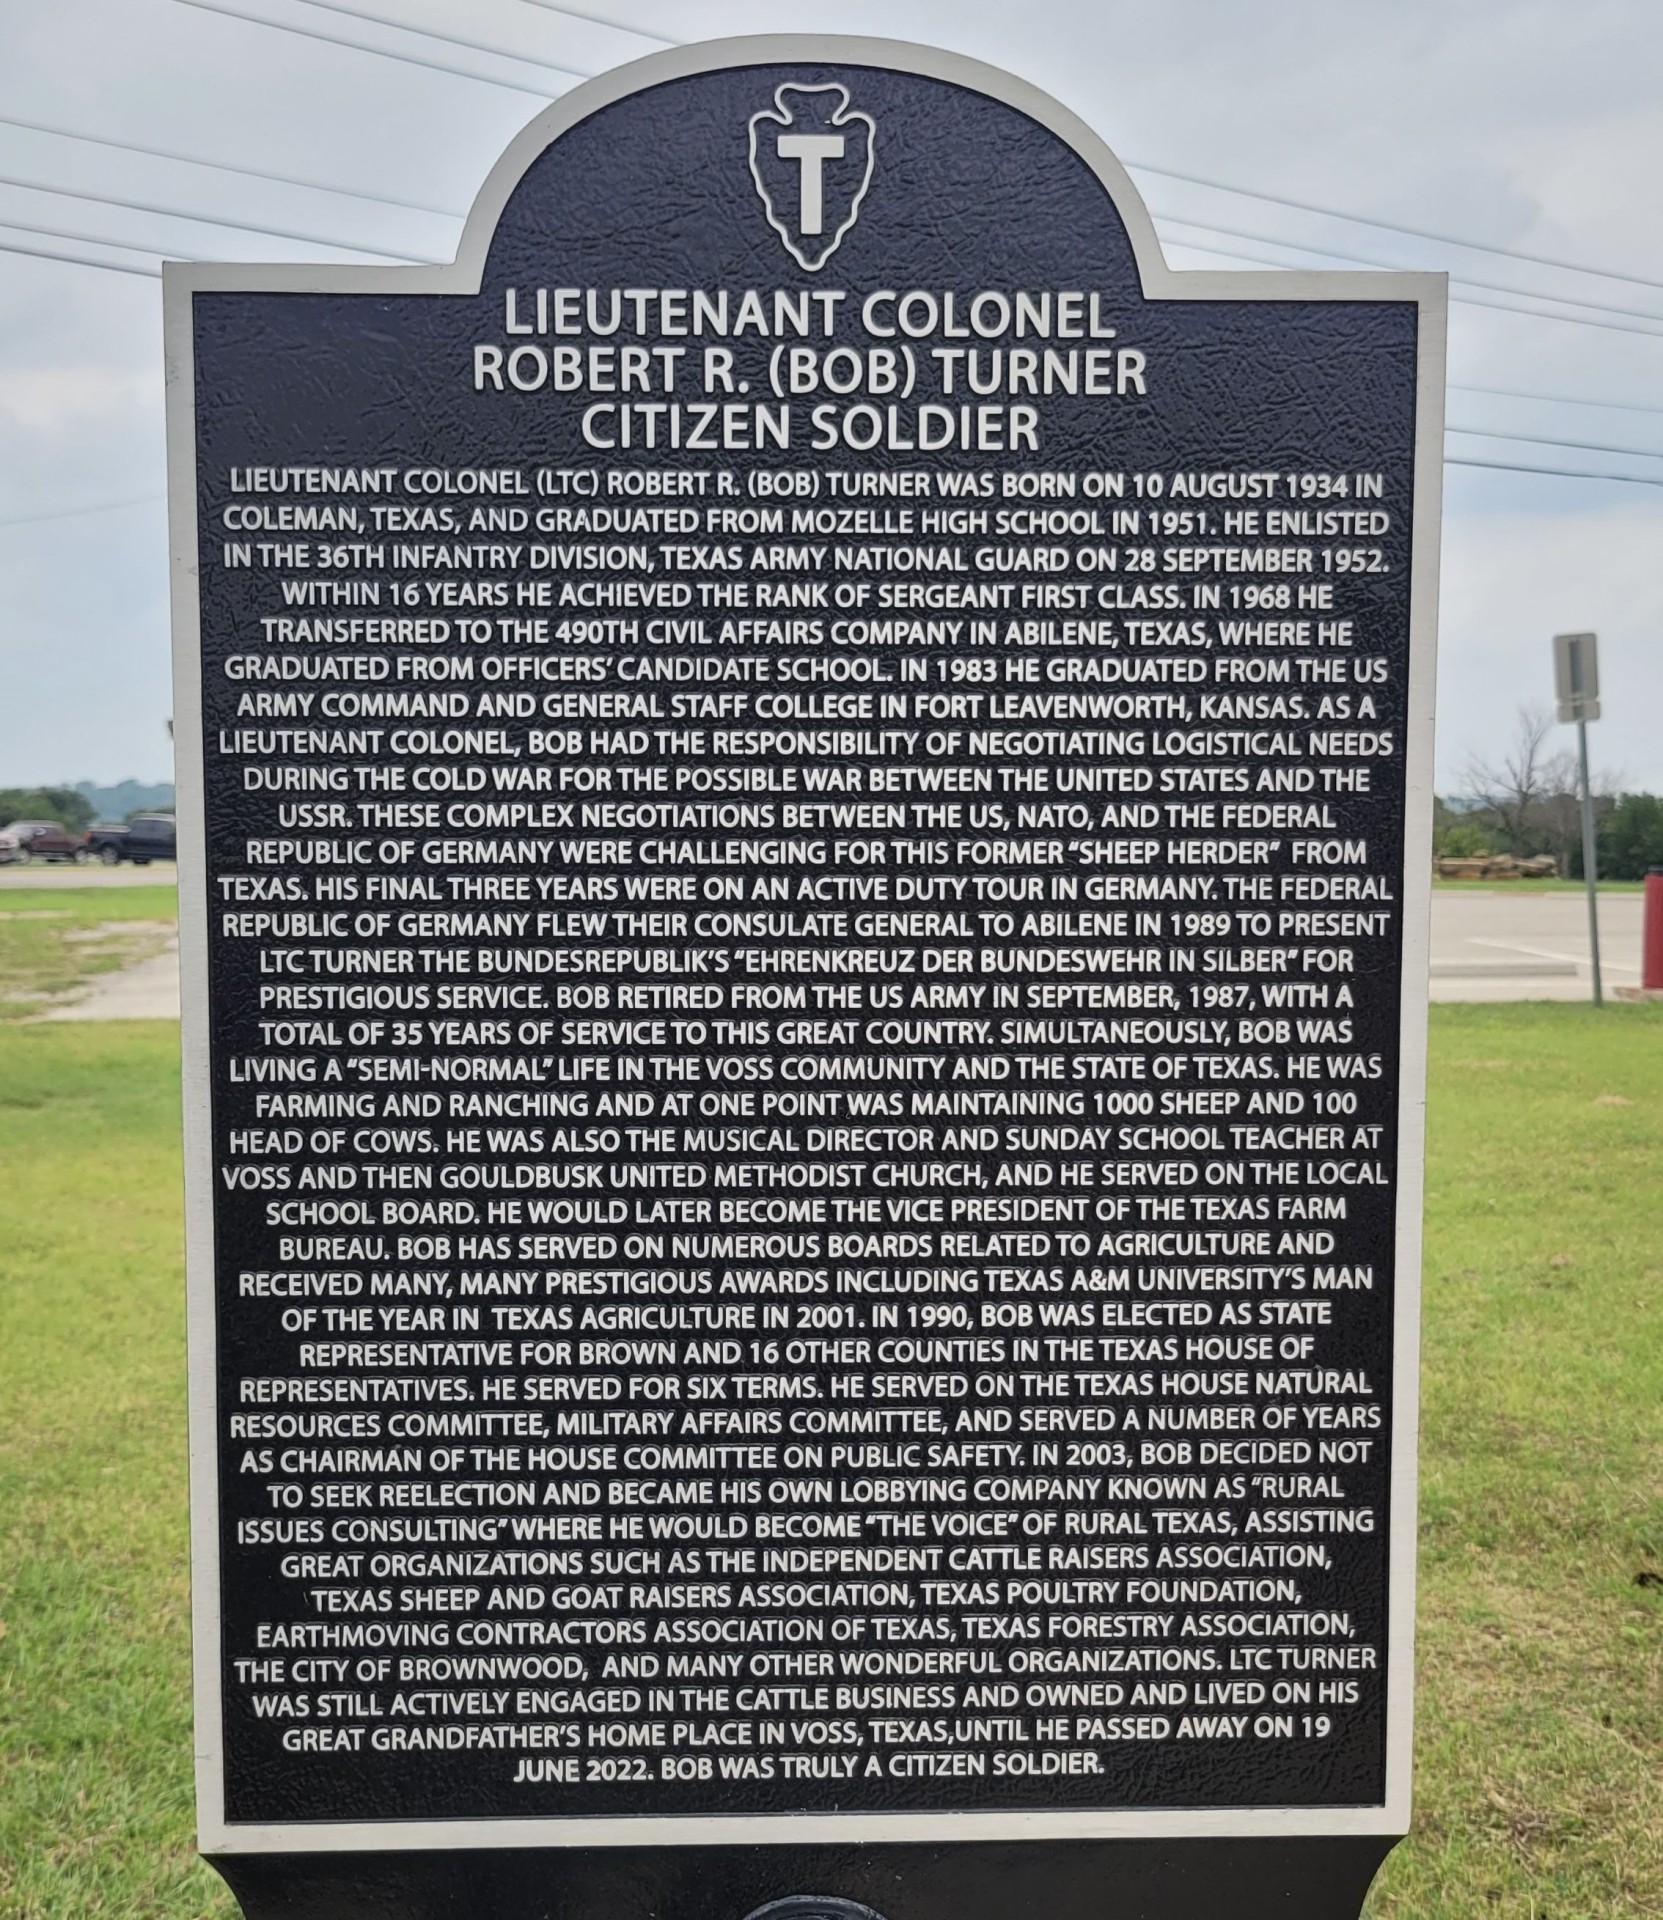 T
LIEUTENANT COLONEL
ROBERT R. (BOB) TURNER
CITIZEN SOLDIER
LIEUTENANT COLONEL (LTC) ROBERT R. (BOB) TURNER WAS BORN ON 10 AUGUST 1934 IN
COLEMAN, TEXAS, AND GRADUATED FROM MOZELLE HIGH SCHOOL IN 1951. HE ENLISTED
IN THE 36TH INFANTRY DIVISION, TEXAS ARMY NATIONAL GUARD ON 28 SEPTEMBER 1952.
WITHIN 16 YEARS HE ACHIEVED THE RANK OF SERGEANT FIRST CLASS. IN 1968 HE
TRANSFERRED TO THE 490TH CIVIL AFFAIRS COMPANY IN ABILENE, TEXAS, WHERE HE
GRADUATED FROM OFFICERS' CANDIDATE SCHOOL. IN 1983 HE GRADUATED FROM THE US
ARMY COMMAND AND GENERAL STAFF COLLEGE IN FORT LEAVENWORTH, KANSAS. AS A
LIEUTENANT COLONEL, BOB HAD THE RESPONSIBILITY OF NEGOTIATING LOGISTICAL NEEDS
DURING THE COLD WAR FOR THE POSSIBLE WAR BETWEEN THE UNITED STATES AND THE
USSR. THESE COMPLEX NEGOTIATIONS BETWEEN THE US, NATO, AND THE FEDERAL
REPUBLIC OF GERMANY WERE CHALLENGING FOR THIS FORMER "SHEEP HERDER" FROM
TEXAS. HIS FINAL THREE YEARS WERE ON AN ACTIVE DUTY TOUR IN GERMANY. THE FEDERAL
REPUBLIC OF GERMANY FLEW THEIR CONSULATE GENERAL TO ABILENE IN 1989 TO PRESENT
LTC TURNER THE BUNDESREPUBLIK'S "EHRENKREUZ DER BUNDESWEHR IN SILBER" FOR
PRESTIGIOUS SERVICE. BOB RETIRED FROM THE US ARMY IN SEPTEMBER, 1987, WITH A
TOTAL OF 35 YEARS OF SERVICE TO THIS GREAT COUNTRY. SIMULTANEOUSLY, BOB WAS
LIVING A "SEMI-NORMAL" LIFE IN THE VOSS COMMUNITY AND THE STATE OF TEXAS. HE WAS
FARMING AND RANCHING AND AT ONE POINT WAS MAINTAINING 1000 SHEEP AND 100
HEAD OF COWS. HE WAS ALSO THE MUSICAL DIRECTOR AND SUNDAY SCHOOL TEACHER AT
VOSS AND THEN GOULDBUSK UNITED METHODIST CHURCH, AND HE SERVED ON THE LOCAL
SCHOOL BOARD. HE WOULD LATER BECOME THE VICE PRESIDENT OF THE TEXAS FARM
BUREAU. BOB HAS SERVED ON NUMEROUS BOARDS RELATED TO AGRICULTURE AND
RECEIVED MANY, MANY PRESTIGIOUS AWARDS INCLUDING TEXAS A&M UNIVERSITY'S MAN
OF THE YEAR IN TEXAS AGRICULTURE IN 2001. IN 1990, BOB WAS ELECTED AS STATE
REPRESENTATIVE FOR BROWN AND 16 OTHER COUNTIES IN THE TEXAS HOUSE OF
REPRESENTATIVES. HE SERVED FOR SIX TERMS. HE SERVED ON THE TEXAS HOUSE NATURAL
RESOURCES COMMITTEE, MILITARY AFFAIRS COMMITTEE, AND SERVED A NUMBER OF YEARS
AS CHAIRMAN OF THE HOUSE COMMITTEE ON PUBLIC SAFETY. IN 2003, BOB DECIDED NOT
TO SEEK REELECTION AND BECAME HIS OWN LOBBYING COMPANY KNOWN AS "RURAL
ISSUES CONSULTING" WHERE HE WOULD BECOME "THE VOICE" OF RURAL TEXAS, ASSISTING
GREAT ORGANIZATIONS SUCH AS THE INDEPENDENT CATTLE RAISERS ASSOCIATION,
TEXAS SHEEP AND GOAT RAISERS ASSOCIATION, TEXAS POULTRY FOUNDATION,
EARTHMOVING CONTRACTORS ASSOCIATION OF TEXAS, TEXAS FORESTRY ASSOCIATION,
THE CITY OF BROWNWOOD, AND MANY OTHER WONDERFUL ORGANIZATIONS. LTC TURNER
WAS STILL ACTIVELY ENGAGED IN THE CATTLE BUSINESS AND OWNED AND LIVED ON HIS
GREAT GRANDFATHER'S HOME PLACE IN VOSS, TEXAS,UNTIL HE PASSED AWAY ON 19
JUNE 2022. BOB WAS TRULY A CITIZEN SOLDIER.